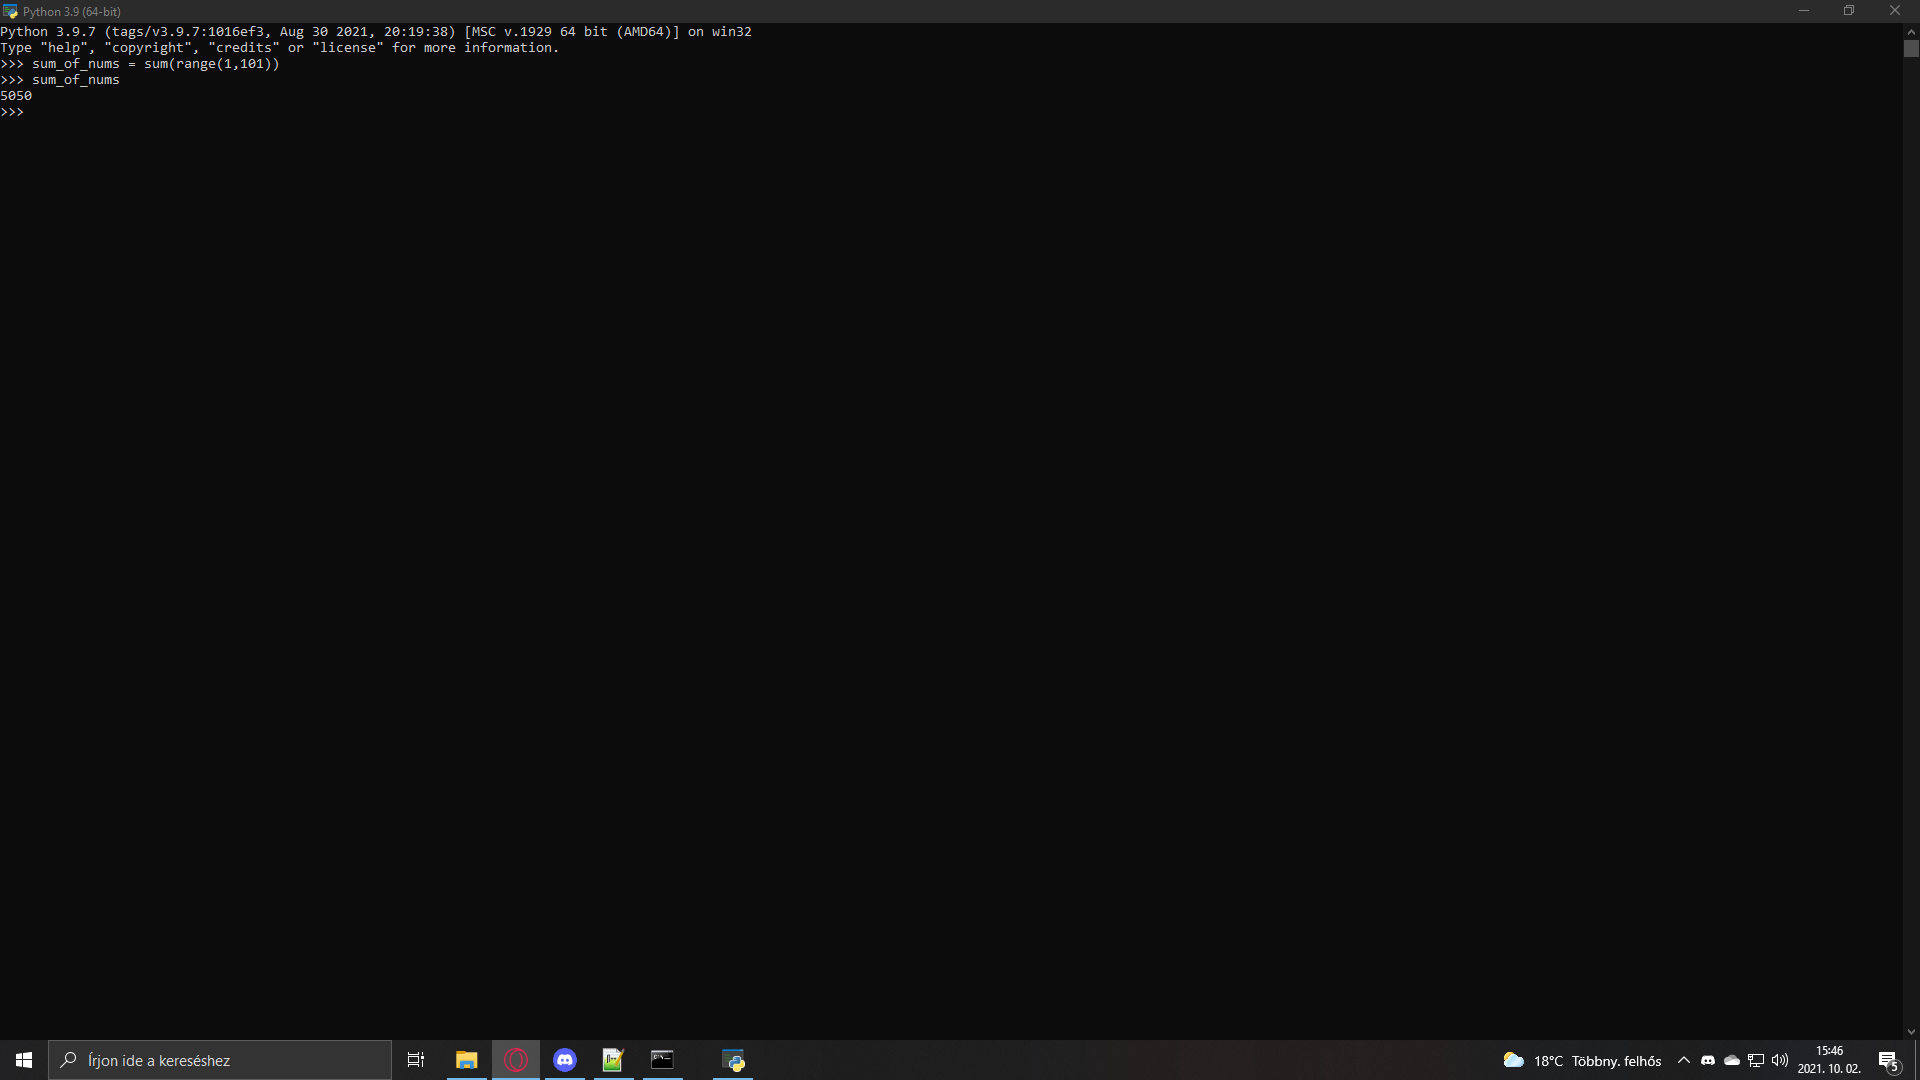 Python 3.9 (64-bit)
Python 3.9.7 (tags/v3.9.7:1016ef3, Aug 30 2021, 20:19:38) [MSC v.1929 64 bit (AMD64)] on win32
Type "help", "copyright", "credits" or "license" for more information.
>>> sum_of_nums = sum(range(1,101))
>>> sum_of_nums
5050
>>>
Írjon ide a kereséshez
18°C Többny. felhős
15:46
2021. 10. 02.
5